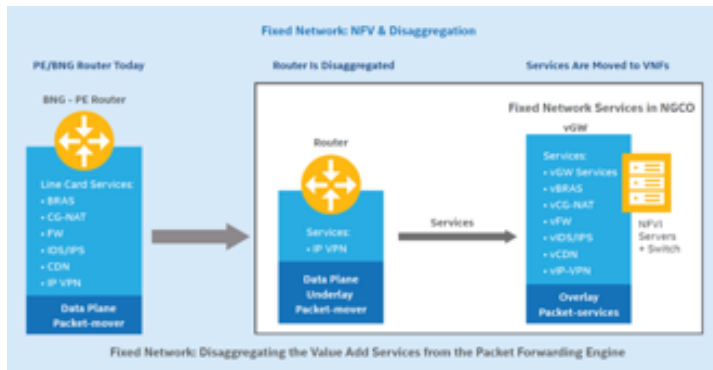 Fixed Network: NFV & Disaggregation
PE/BNG Router Today
Router Is Disaggregated
Services Are Moved to VNFs
BNG - PE Router
Line Card Services:
• BRAS
• CG-NAT
• FW
• IDS/IPS
• CDN
• IP VPN
Data Plane
Packet-mover
Router
Services:
• IP VPN
Data Plane
Underlay
Packet-mover
Services
Fixed Network Services in NGCO
vGW
Services:
• vGW Services
• vBRAS
• vCG-NAT
• vFW
• vIDS/IPS
• vCDN
• vIP-VPN
Overlay
Packet-services
NFVI
Servers
+ Switch
Fixed Network: Disaggregating the Value Add Services from the Packet Forwarding Engine